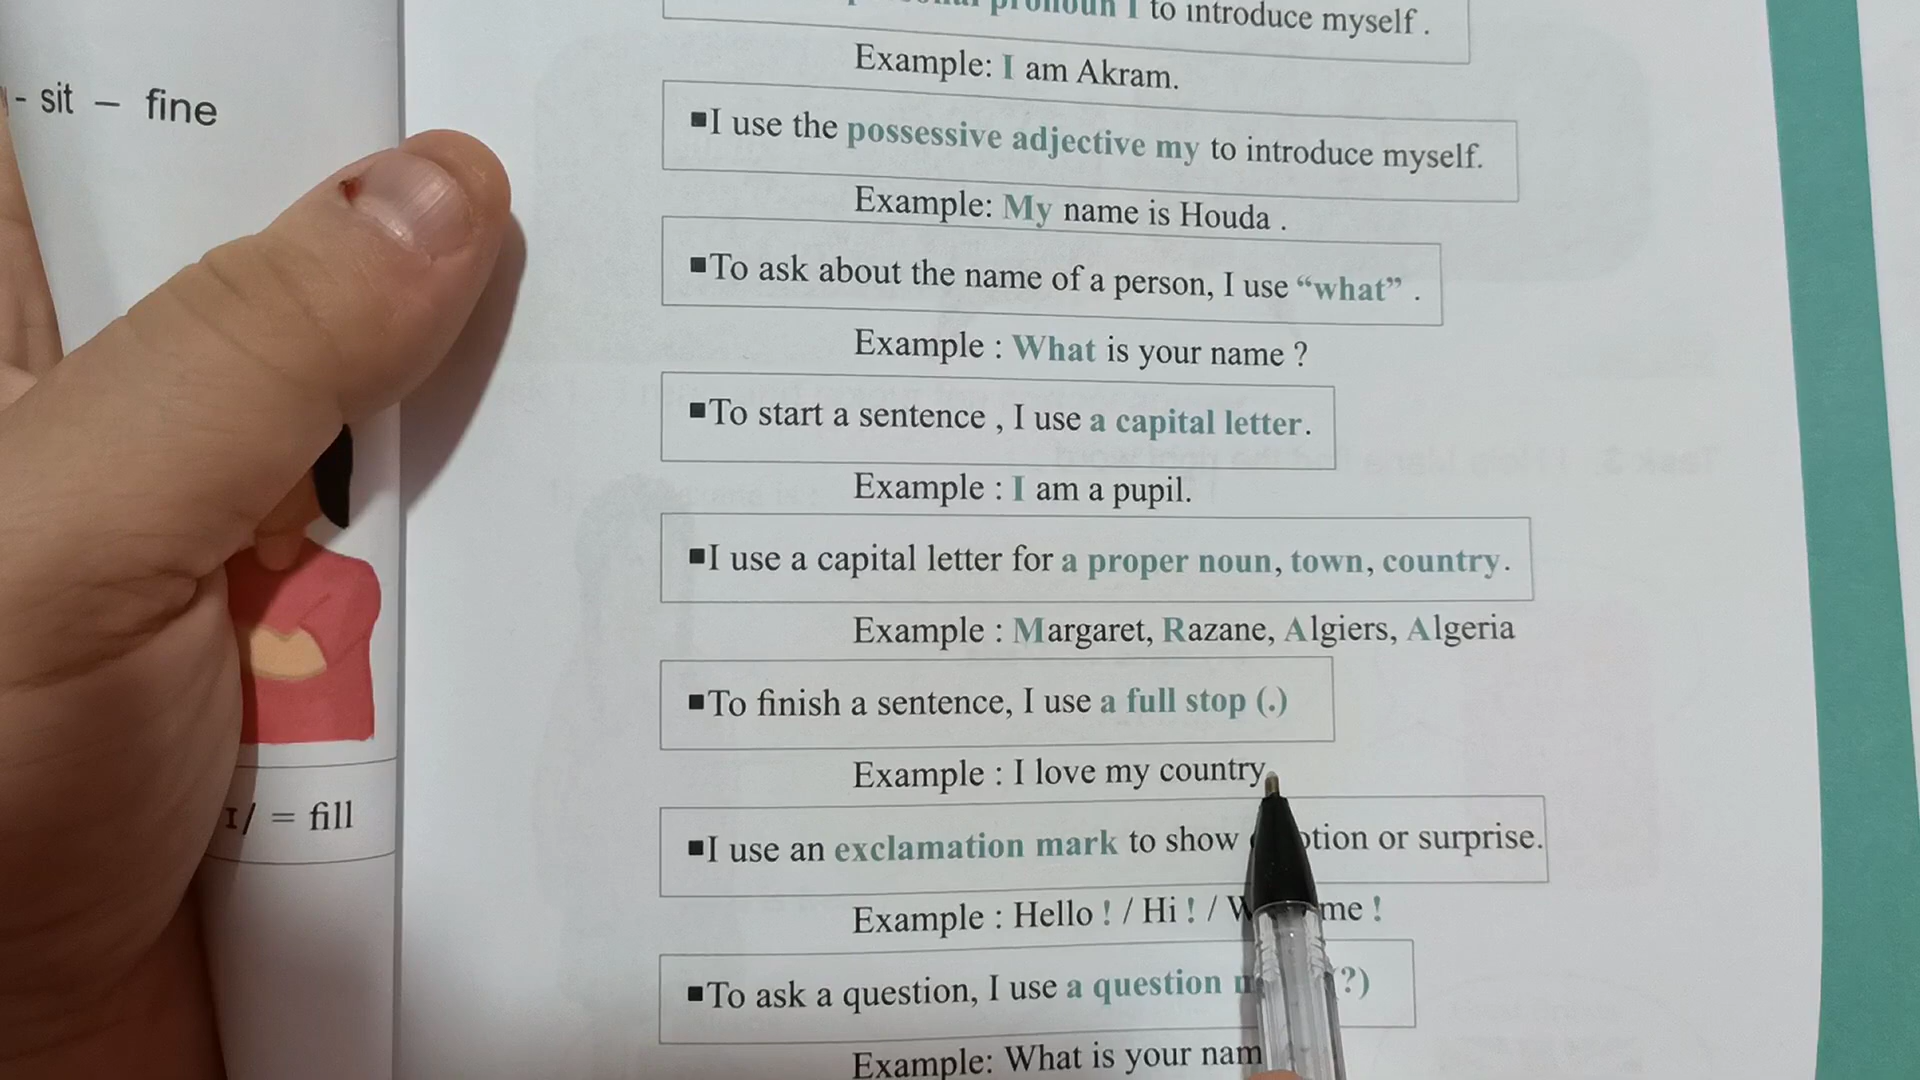 - sit – fine
/ = fill
pronoun I to introduce myself .
Example: I am Akram.
■I use the possessive adjective my to introduce myself.
Example: My name is Houda .
■To ask about the name of a person, I use “what” .
Example : What is your name ?
■To start a sentence , I use a capital letter.
Example : I am a pupil.
■I use a capital letter for a proper noun, town, country.
Example : Margaret, Razane, Algiers, Algeria
■To finish a sentence, I use a full stop (.)
Example : I love my country
■I use an exclamation mark to show or surprise.
Example : Hello ! / Hi ! / !
■To ask a question, I use a question ?)
Example: What is your